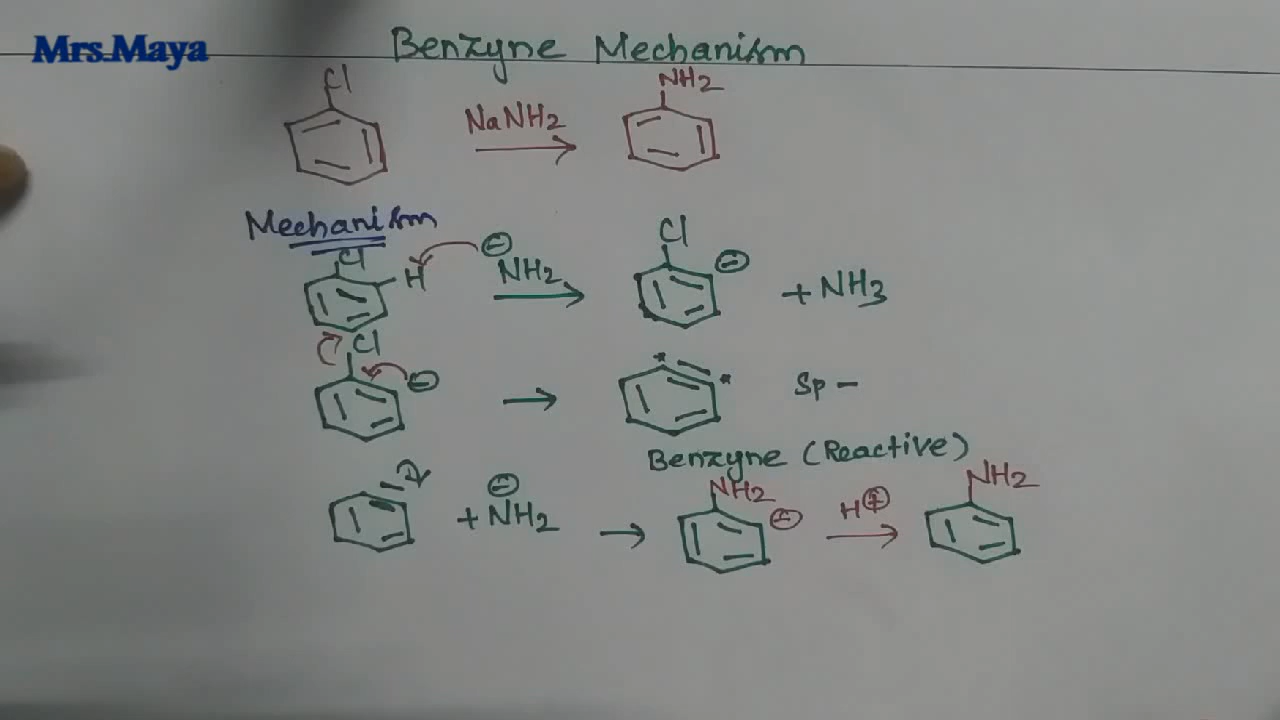 Mrs.Maya
Benzyne Mechanism
Cl
NaNH2
NH2
Mechanism
Cl
H
⊖
NH2
Cl
⊖
+ NH3
Cl
⊖
* *
Sp -
Benzyne (Reactive)
+ NH2
⊖
NH2
⊖
H⊕
NH2